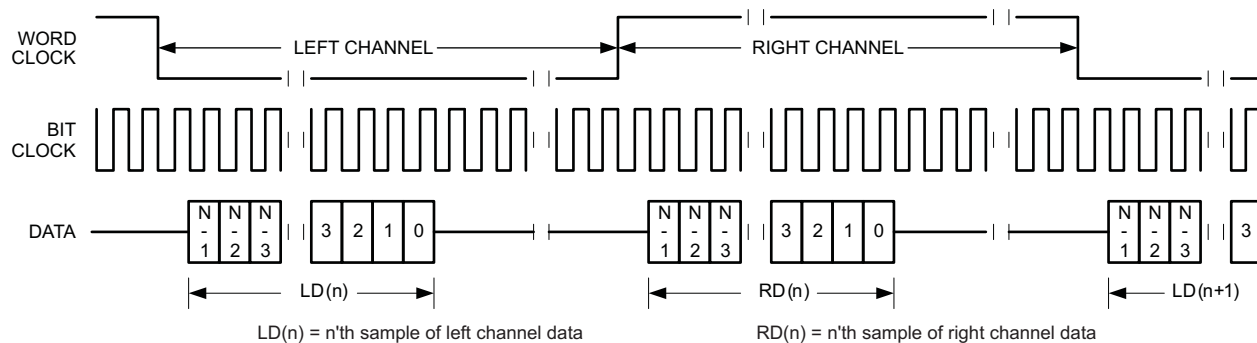 WORD
CLOCK
LEFT CHANNEL
RIGHT CHANNEL
BIT
CLOCK
DATA
N
-
1
N
-
2
N
-
3
3
2
1
0
N
-
1
N
-
2
N
-
3
3
2
1
0
N
-
1
N
-
2
N
-
3
3
LD(n)
RD(n)
LD(n+1)
LD(n) = n'th sample of left channel data
RD(n) = n'th sample of right channel data